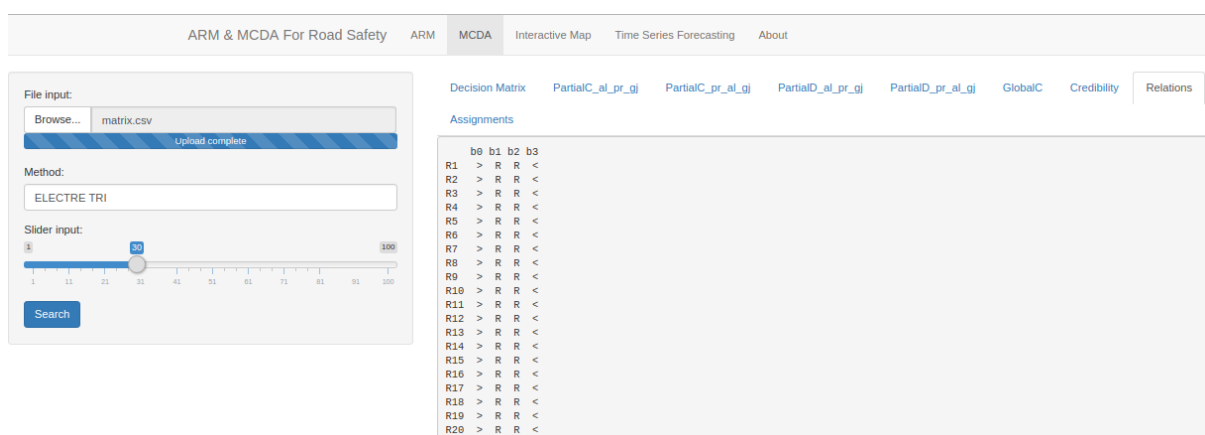 ARM & MCDA For Road Safety ARM MCDA Interactive Map Time Series Forecasting About
File input:
Browse... matrix.csv
Upload complete
Method:
ELECTRE TRI
Slider input:
1 30 100
1 11 21 31 41 51 61 71 81 91 100
Search
Decision Matrix PartialC_al_pr_gj PartialC_pr_al_gj PartialD_al_pr_gj PartialD_pr_al_gj GlobalC Credibility Relations
Assignments
b0 b1 b2 b3
R1 > R R <
R2 > R R <
R3 > R R <
R4 > R R <
R5 > R R <
R6 > R R <
R7 > R R <
R8 > R R <
R9 > R R <
R10 > R R <
R11 > R R <
R12 > R R <
R13 > R R <
R14 > R R <
R15 > R R <
R16 > R R <
R17 > R R <
R18 > R R <
R19 > R R <
R20 > R R <